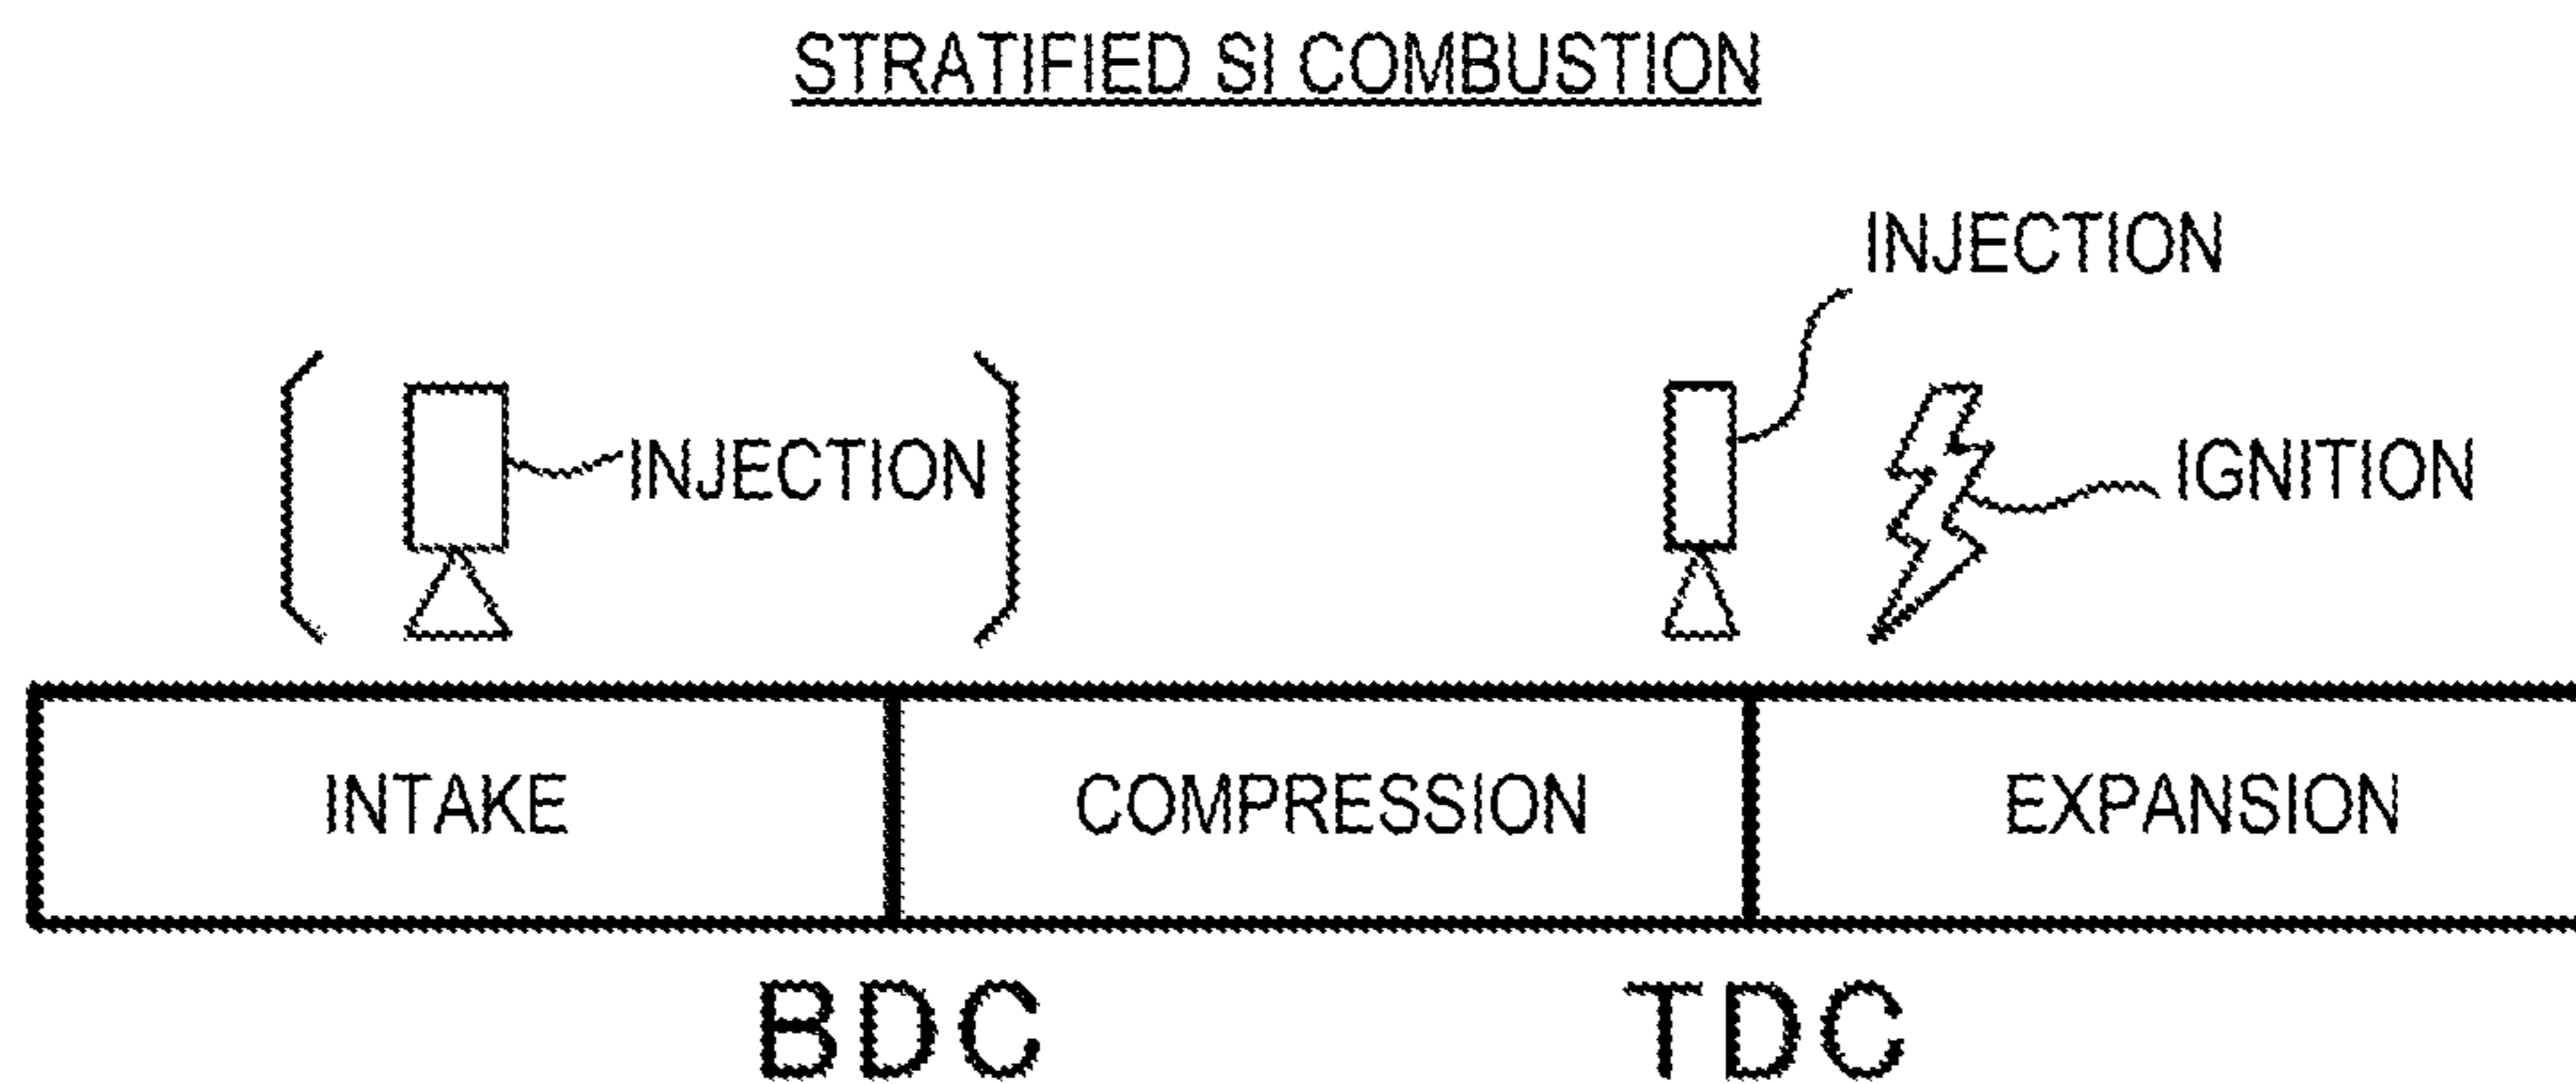 STRATIFIED SI COMBUSTION
INJECTION
INJECTION
IGNITION
INTAKE
COMPRESSION
EXPANSION
BDC
TDC